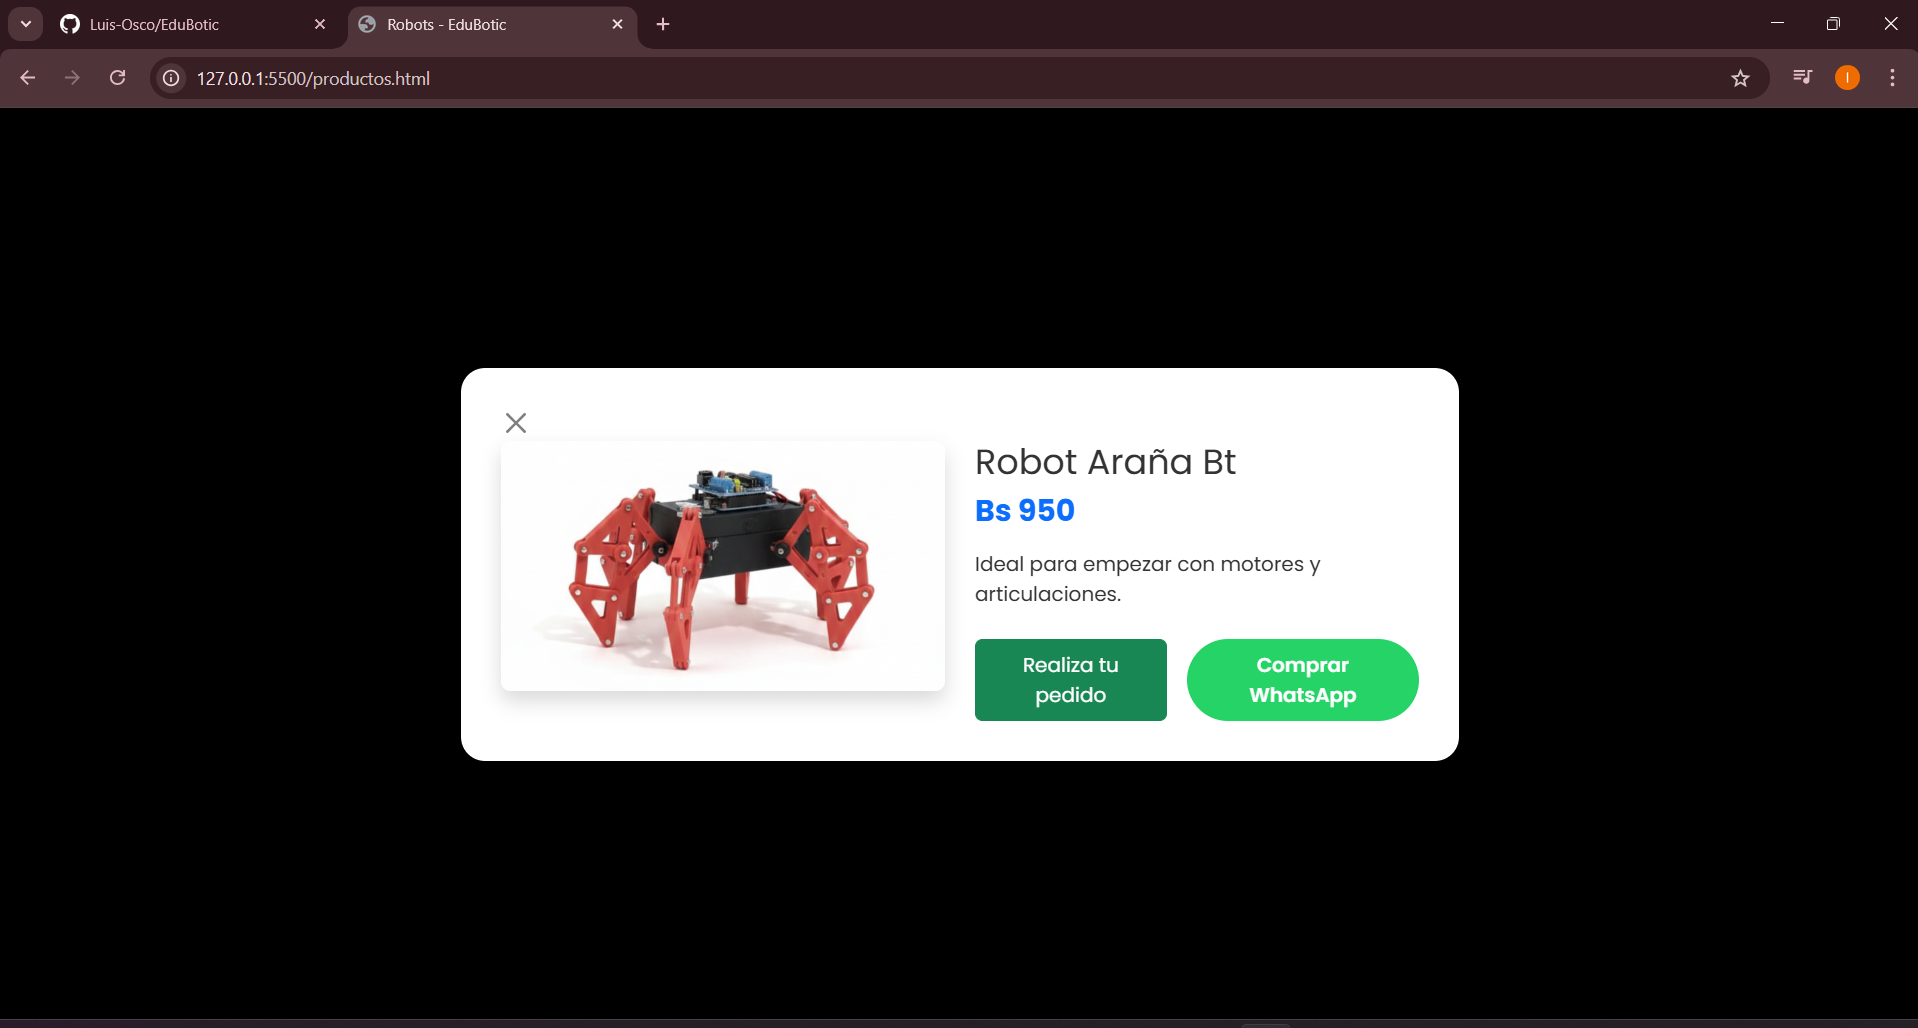 Luis-Osco/EduBotic
Robots - EduBotic
127.0.0.1:5500/productos.html
I
Robot Araña Bt
Bs 950
Ideal para empezar con motores y
articulaciones.
Realiza tu
pedido
Comprar
WhatsApp